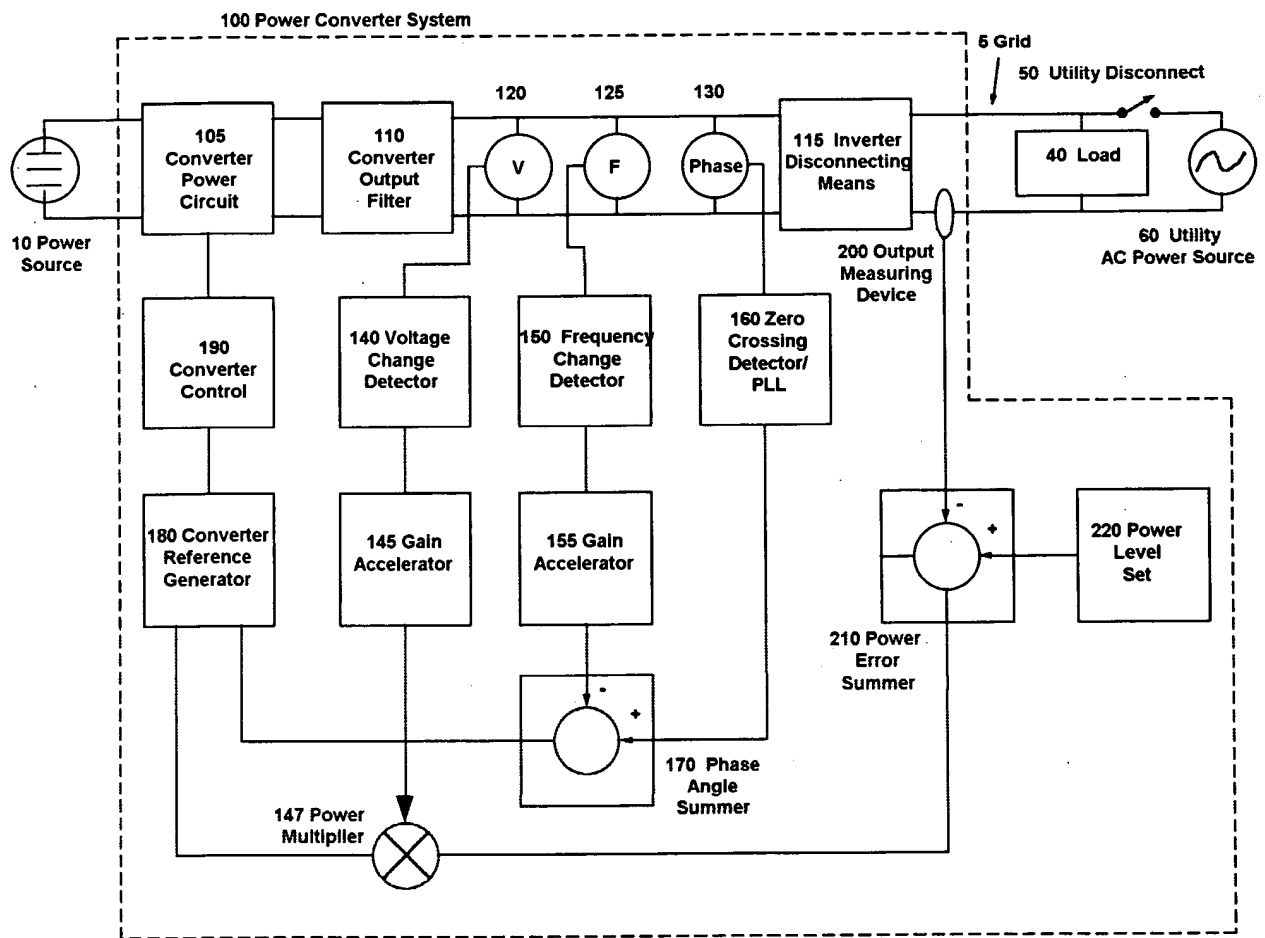 100 Power Converter System
5 Grid
50 Utility Disconnect
120
125
130
105
Converter
Power
Circuit
110
Converter
Output
Filter
V
F
Phase
115 Inverter
Disconnecting
Means
40 Load
10 Power
Source
200 Output
Measuring
Device
60 Utility
AC Power Source
190
Converter
Control
140 Voltage
Change
Detector
150 Frequency
Change
Detector
160 Zero
Crossing
Detector/
PLL
180 Converter
Reference
Generator
145 Gain
Accelerator
155 Gain
Accelerator
-
+
220 Power
Level
Set
210 Power
Error
Summer
-
+
170 Phase
Angle
Summer
147 Power
Multiplier